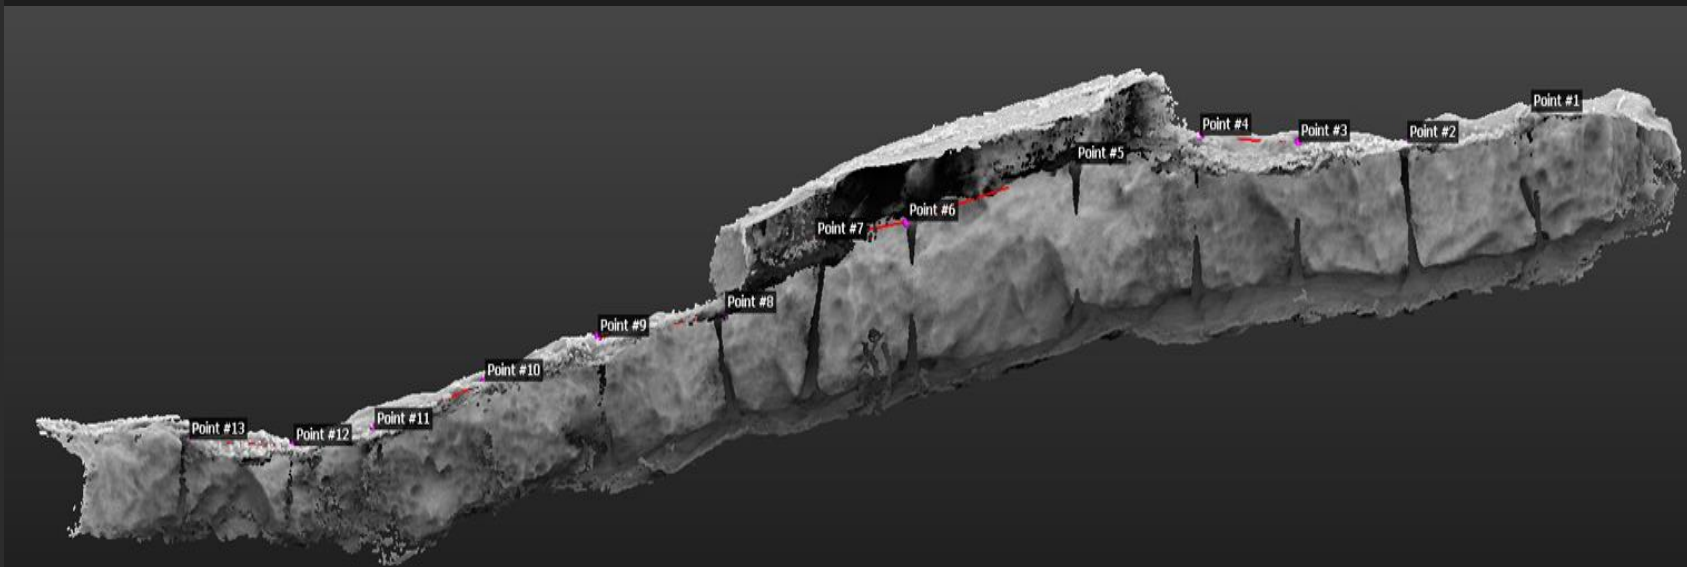 Point #1
Point #2
Point #3
Point #4
Point #5
Point #6
Point #7
Point #8
Point #9
Point #10
Point #11
Point #12
Point #13